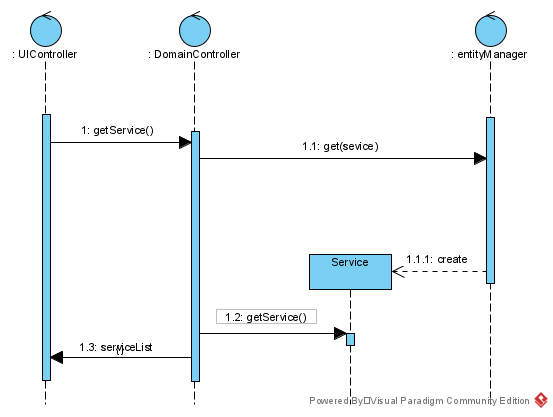 : UIController
: DomainController
: entityManager
1: getService()
1.1: get(sevice)
1.1.1: create
Service
1.2: getService()
1.3: serviceList
()
Powered By Visual Paradigm Community Edition